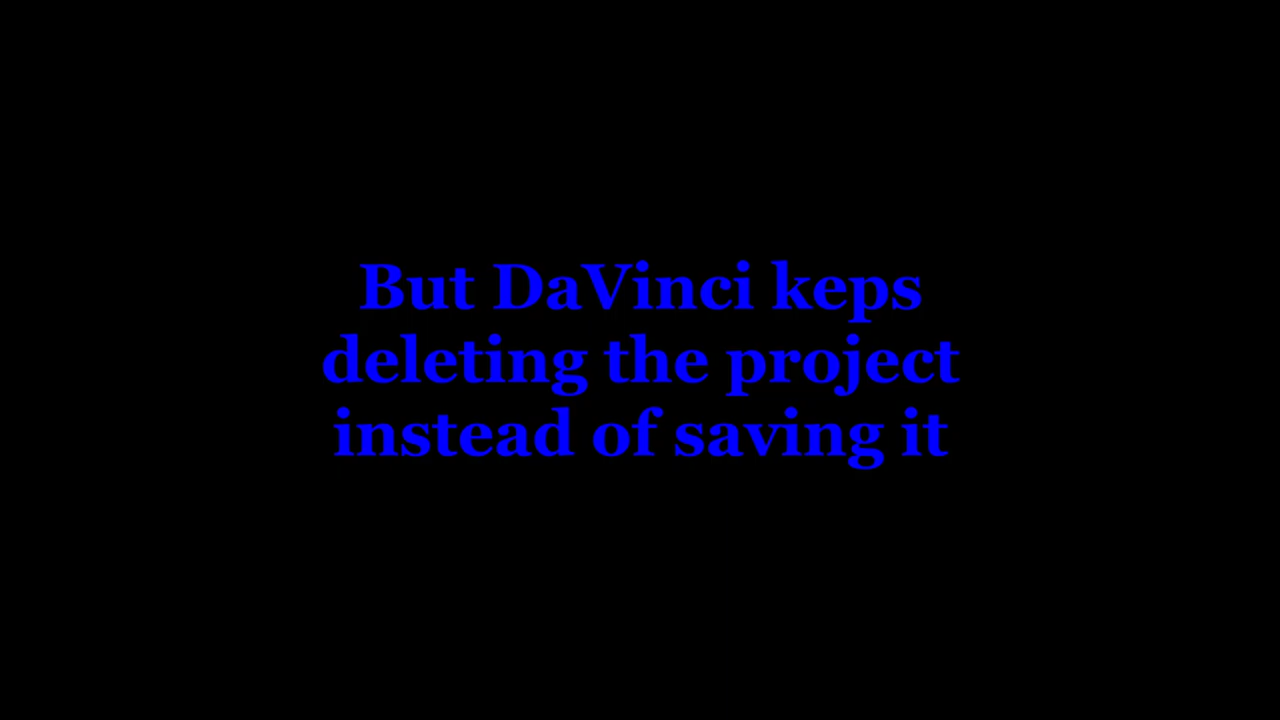 But DaVinci keps
deleting the project
instead of saving it